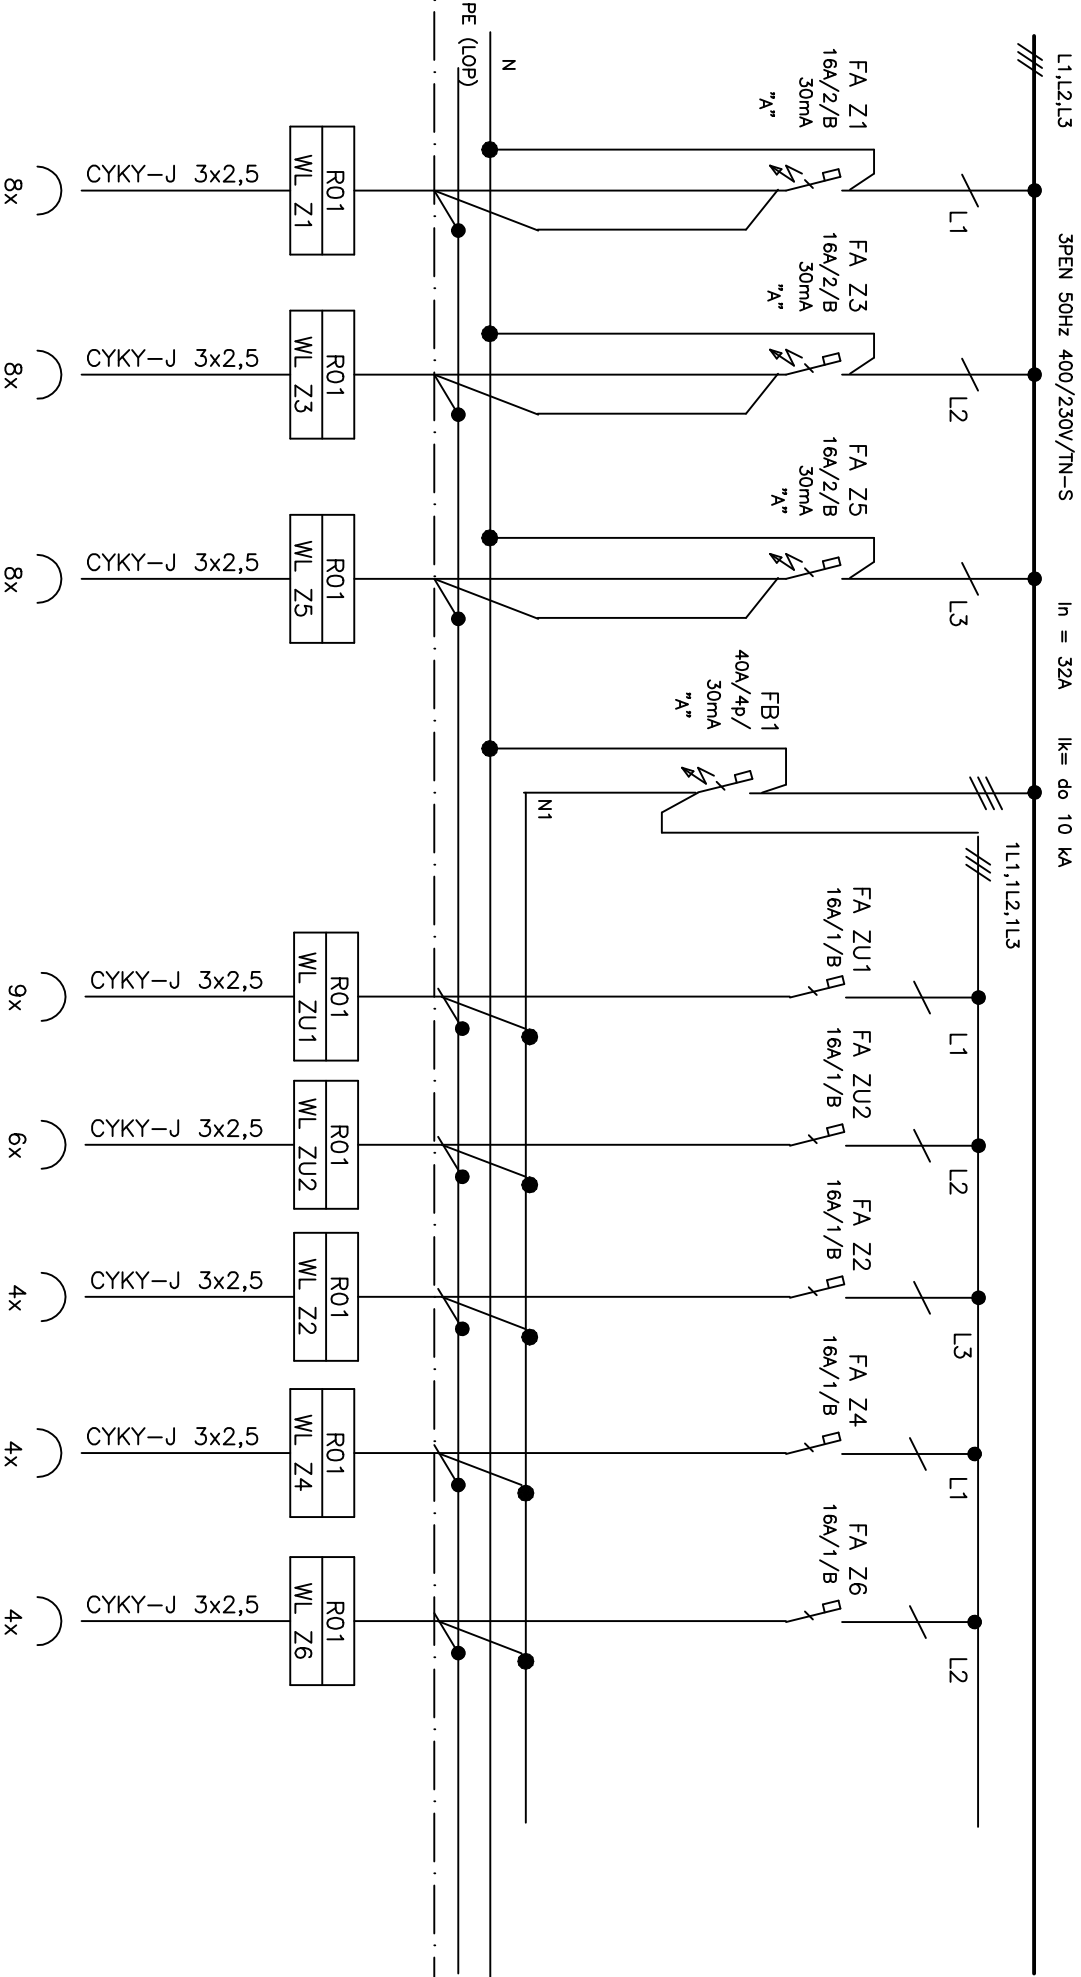 L1,L2,L3
3PEN 50Hz 400/230V/TN-S
In = 32A
Ik= do 10 kA
1L1,1L2,1L3
L1
L2
L3
L1
L2
L3
L1
L2
FA Z1
16A/2/B
30mA
"A"
FA Z3
16A/2/B
30mA
"A"
FA Z5
16A/2/B
30mA
"A"
FB1
40A/4p/
30mA
"A"
FA ZU1
16A/1/B
FA ZU2
16A/1/B
FA Z2
16A/1/B
FA Z4
16A/1/B
FA Z6
16A/1/B
N
N1
PE (LOP)
R01
WL Z1
R01
WL Z3
R01
WL Z5
R01
WL ZU1
R01
WL ZU2
R01
WL Z2
R01
WL Z4
R01
WL Z6
CYKY-J 3x2,5
CYKY-J 3x2,5
CYKY-J 3x2,5
CYKY-J 3x2,5
CYKY-J 3x2,5
CYKY-J 3x2,5
CYKY-J 3x2,5
CYKY-J 3x2,5
8x
8x
8x
9x
6x
4x
4x
4x